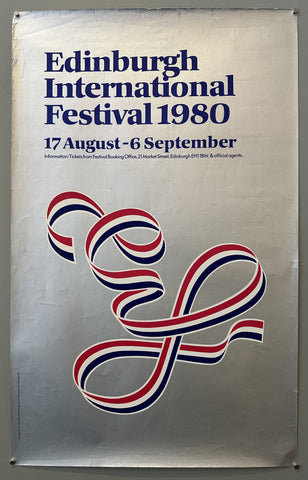 Edinburgh
International
Festival 1980
17 August-6 September
Information: Tickets from Festival Booking Office, 21 Market Street, Edinburgh EH1 1BW, & official agents.